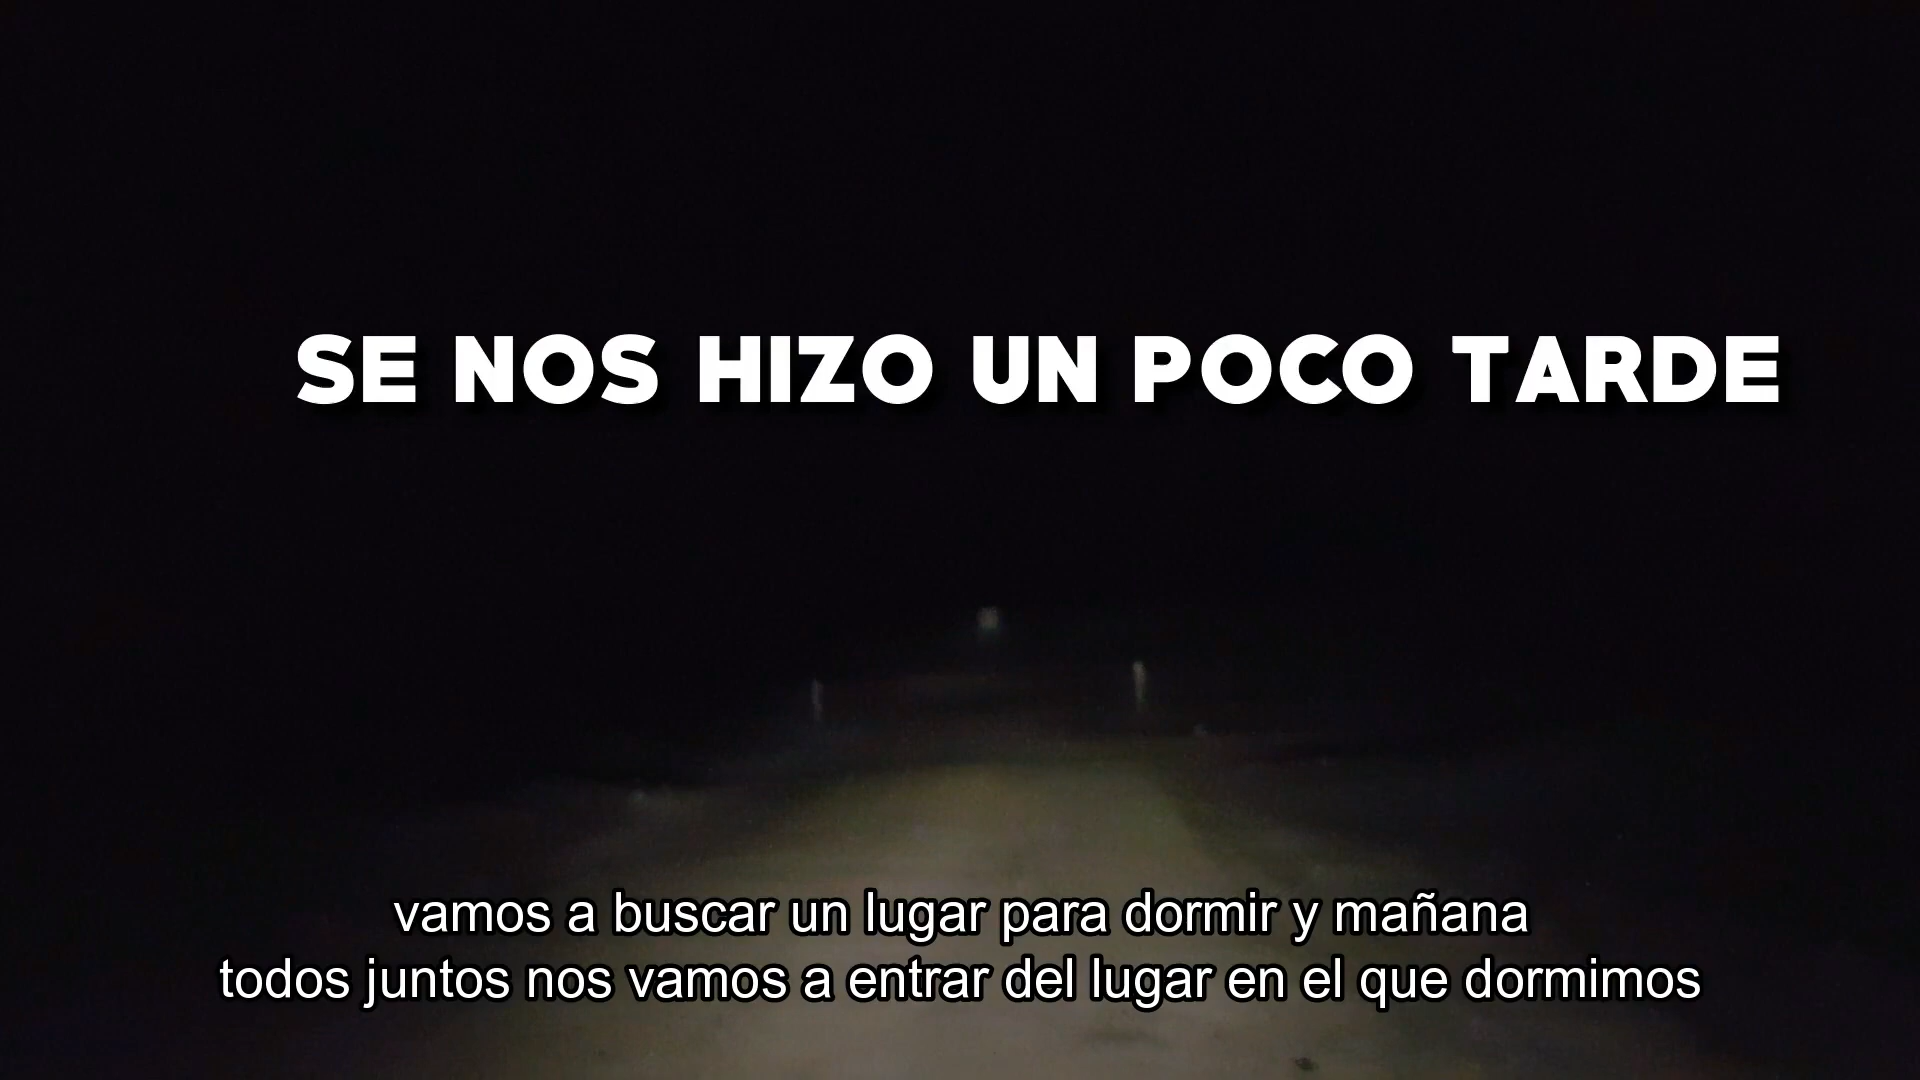 SE NOS HIZO UN POCO TARDE
vamos a buscar un lugar para dormir y mañana
todos juntos nos vamos a entrar del lugar en el que dormimos